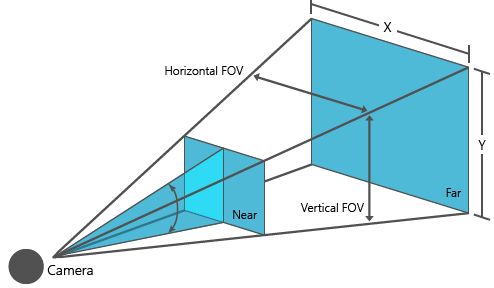 X
Horizontal FOV
Y
Far
Vertical FOV
Near
Camera